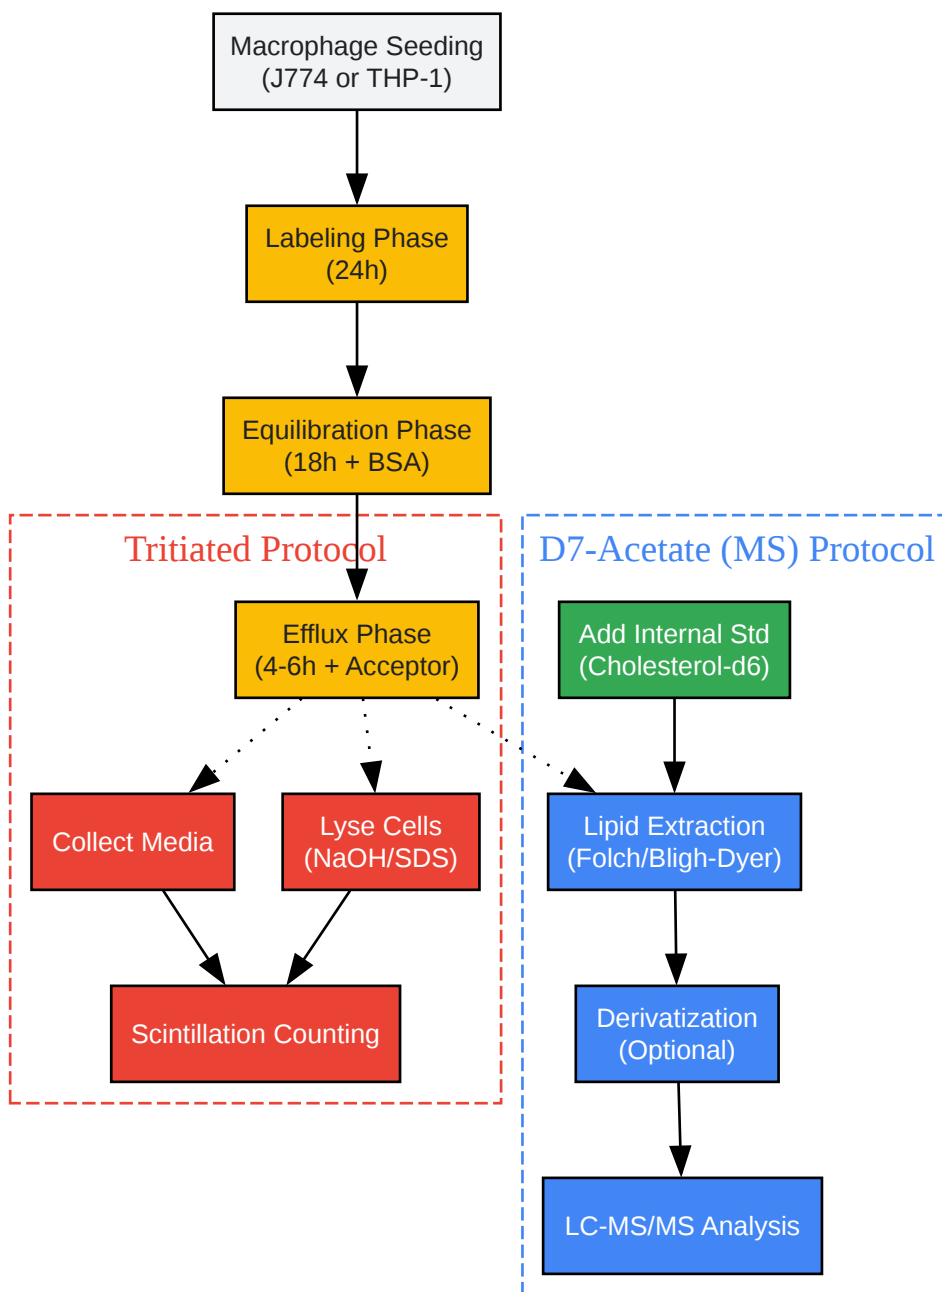 Macrophage Seeding
(J774 or THP-1)
Labeling Phase
(24h)
Equilibration Phase
(18h + BSA)
Tritiated Protocol
D7-Acetate (MS) Protocol
Efflux Phase
(4-6h + Acceptor)
Add Internal Std
(Cholesterol-d6)
Collect Media
Lyse Cells
(NaOH/SDS)
Lipid Extraction
(Folch/Bligh-Dyer)
Scintillation Counting
Derivatization
(Optional)
LC-MS/MS Analysis